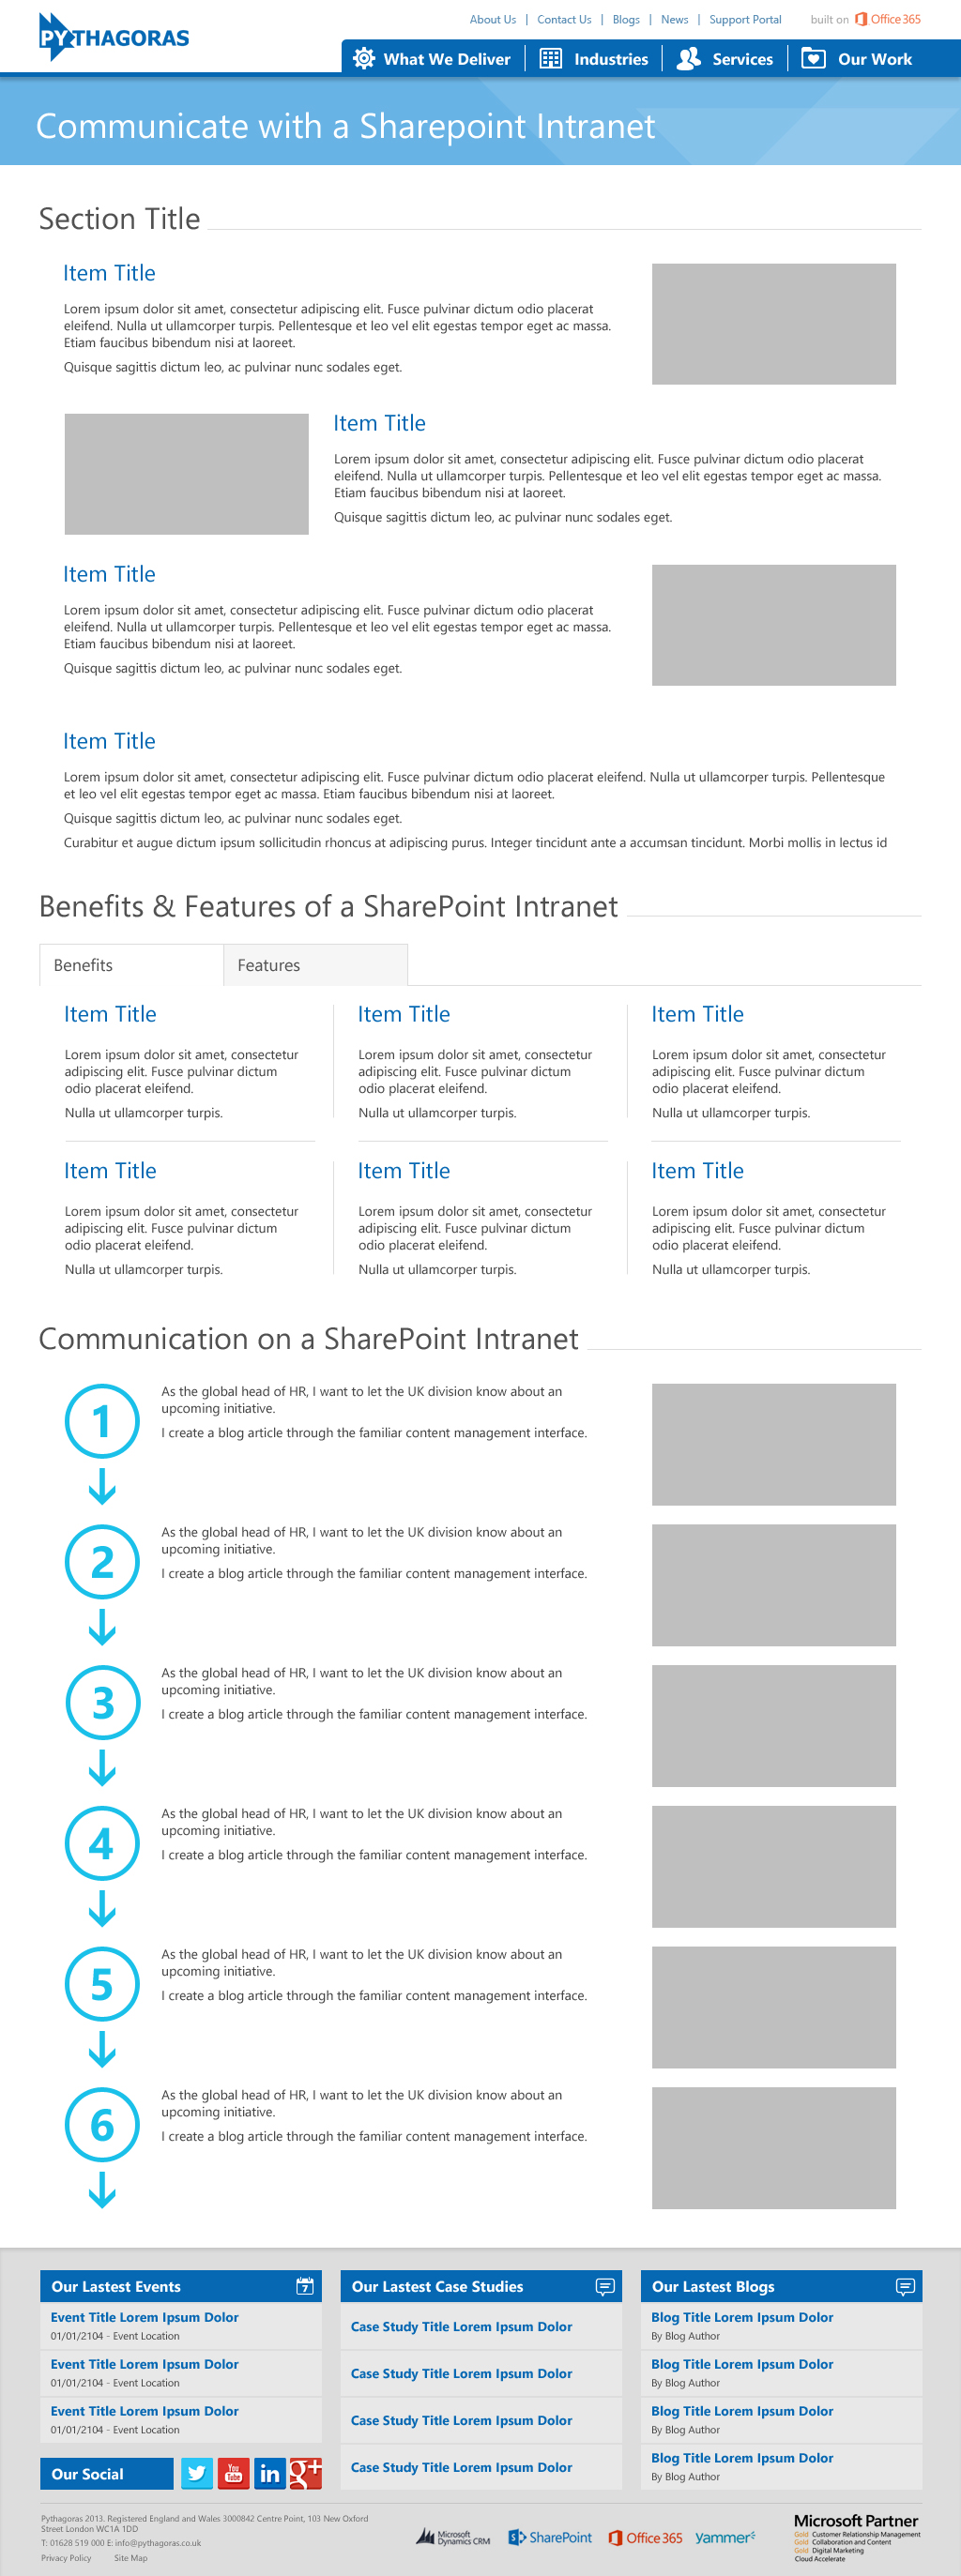 PYTHAGORAS
About Us | Contact Us | Blogs | News | Support Portal
built on Office 365
What We Deliver
Industries
Services
Our Work
Communicate with a Sharepoint Intranet
Section Title
Item Title
Lorem ipsum dolor sit amet, consectetur adipiscing elit. Fusce pulvinar dictum odio placerat
eleifend. Nulla ut ullamcorper turpis. Pellentesque et leo vel elit egestas tempor eget ac massa.
Etiam faucibus bibendum nisi at laoreet.
Quisque sagittis dictum leo, ac pulvinar nunc sodales eget.
Item Title
Lorem ipsum dolor sit amet, consectetur adipiscing elit. Fusce pulvinar dictum odio placerat
eleifend. Nulla ut ullamcorper turpis. Pellentesque et leo vel elit egestas tempor eget ac massa.
Etiam faucibus bibendum nisi at laoreet.
Quisque sagittis dictum leo, ac pulvinar nunc sodales eget.
Item Title
Lorem ipsum dolor sit amet, consectetur adipiscing elit. Fusce pulvinar dictum odio placerat
eleifend. Nulla ut ullamcorper turpis. Pellentesque et leo vel elit egestas tempor eget ac massa.
Etiam faucibus bibendum nisi at laoreet.
Quisque sagittis dictum leo, ac pulvinar nunc sodales eget.
Item Title
Lorem ipsum dolor sit amet, consectetur adipiscing elit. Fusce pulvinar dictum odio placerat eleifend. Nulla ut ullamcorper turpis. Pellentesque
et leo vel elit egestas tempor eget ac massa. Etiam faucibus bibendum nisi at laoreet.
Quisque sagittis dictum leo, ac pulvinar nunc sodales eget.
Curabitur et augue dictum ipsum sollicitudin rhoncus at adipiscing purus. Integer tincidunt ante a accumsan tincidunt. Morbi mollis in lectus id
Benefits & Features of a SharePoint Intranet
Benefits
Features
Item Title
Lorem ipsum dolor sit amet, consectetur
adipiscing elit. Fusce pulvinar dictum
odio placerat eleifend.
Nulla ut ullamcorper turpis.
Item Title
Lorem ipsum dolor sit amet, consectetur
adipiscing elit. Fusce pulvinar dictum
odio placerat eleifend.
Nulla ut ullamcorper turpis.
Item Title
Lorem ipsum dolor sit amet, consectetur
adipiscing elit. Fusce pulvinar dictum
odio placerat eleifend.
Nulla ut ullamcorper turpis.
Item Title
Lorem ipsum dolor sit amet, consectetur
adipiscing elit. Fusce pulvinar dictum
odio placerat eleifend.
Nulla ut ullamcorper turpis.
Item Title
Lorem ipsum dolor sit amet, consectetur
adipiscing elit. Fusce pulvinar dictum
odio placerat eleifend.
Nulla ut ullamcorper turpis.
Item Title
Lorem ipsum dolor sit amet, consectetur
adipiscing elit. Fusce pulvinar dictum
odio placerat eleifend.
Nulla ut ullamcorper turpis.
Communication on a SharePoint Intranet
1
As the global head of HR, I want to let the UK division know about an
upcoming initiative.
I create a blog article through the familiar content management interface.
2
As the global head of HR, I want to let the UK division know about an
upcoming initiative.
I create a blog article through the familiar content management interface.
3
As the global head of HR, I want to let the UK division know about an
upcoming initiative.
I create a blog article through the familiar content management interface.
4
As the global head of HR, I want to let the UK division know about an
upcoming initiative.
I create a blog article through the familiar content management interface.
5
As the global head of HR, I want to let the UK division know about an
upcoming initiative.
I create a blog article through the familiar content management interface.
6
As the global head of HR, I want to let the UK division know about an
upcoming initiative.
I create a blog article through the familiar content management interface.
Our Lastest Events
7
Event Title Lorem Ipsum Dolor
01/01/2104 - Event Location
Event Title Lorem Ipsum Dolor
01/01/2104 - Event Location
Event Title Lorem Ipsum Dolor
01/01/2104 - Event Location
Our Social
You
Tube
in
g+
Our Lastest Case Studies
Case Study Title Lorem Ipsum Dolor
Case Study Title Lorem Ipsum Dolor
Case Study Title Lorem Ipsum Dolor
Case Study Title Lorem Ipsum Dolor
Our Lastest Blogs
Blog Title Lorem Ipsum Dolor
By Blog Author
Blog Title Lorem Ipsum Dolor
By Blog Author
Blog Title Lorem Ipsum Dolor
By Blog Author
Blog Title Lorem Ipsum Dolor
By Blog Author
Pythagoras 2013. Registered England and Wales 3000842 Centre Point, 103 New Oxford
Street London WC1A 1DD
T: 01628 519 000 E: info@pythagoras.co.uk
Privacy Policy
Site Map
Microsoft
Dynamics CRM
SharePoint
Office 365
yammer
Microsoft Partner
Gold Customer Relationship Management
Gold Collaboration and Content
Gold Digital Marketing
Cloud Accelerate